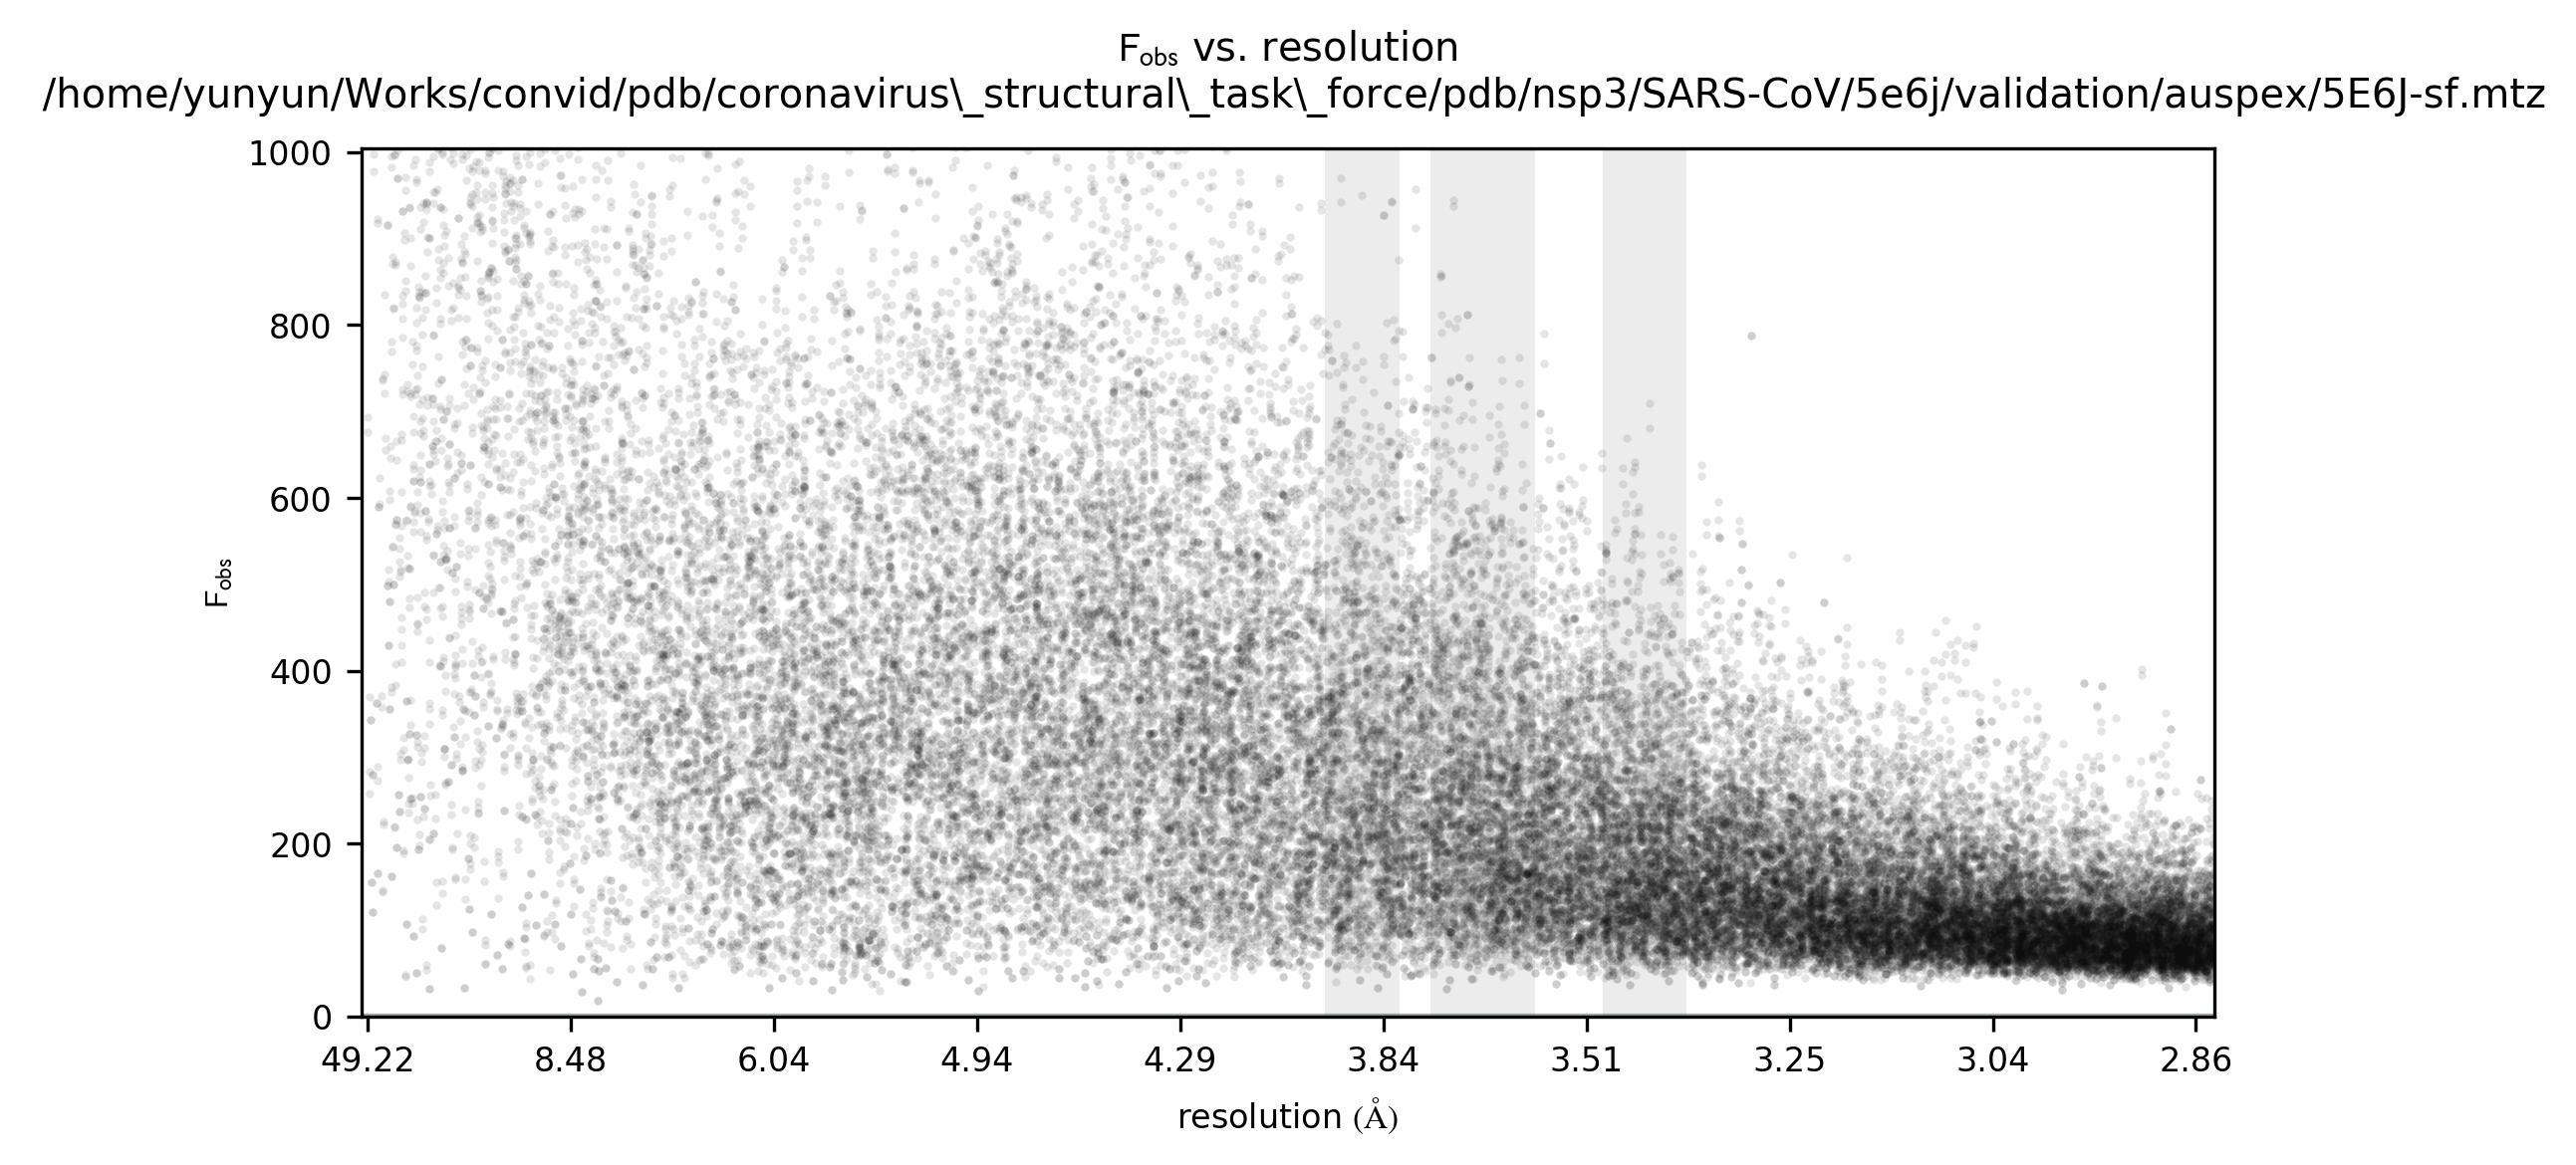 Fobs vs. resolution
/home/yunyun/Works/convid/pdb/coronavirus\_structural\_task\_force/pdb/nsp3/SARS-CoV/5e6j/validation/auspex/5E6J-sf.mtz
1000
800
600
400
200
0
Fobs
49.22 8.48 6.04 4.94 4.29 3.84 3.51 3.25 3.04 2.86
resolution (Å)